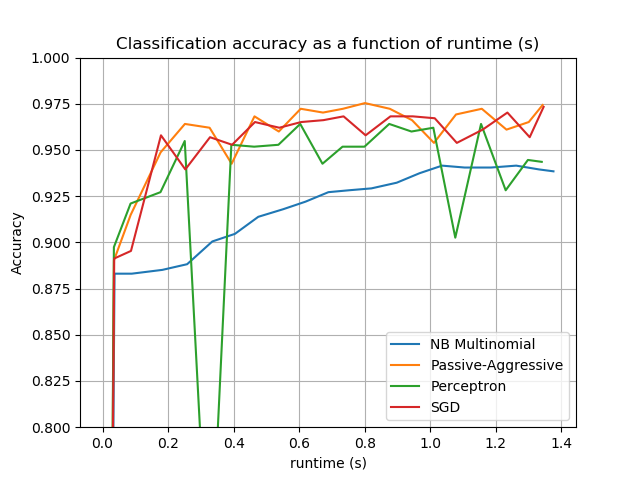 Classification accuracy as a function of runtime (s)
1.000
0.975
0.950
0.925
0.900
0.875
0.850
0.825
0.800
Accuracy
NB Multinomial
Passive-Aggressive
Perceptron
SGD
0.0 0.2 0.4 0.6 0.8 1.0 1.2 1.4
runtime (s)